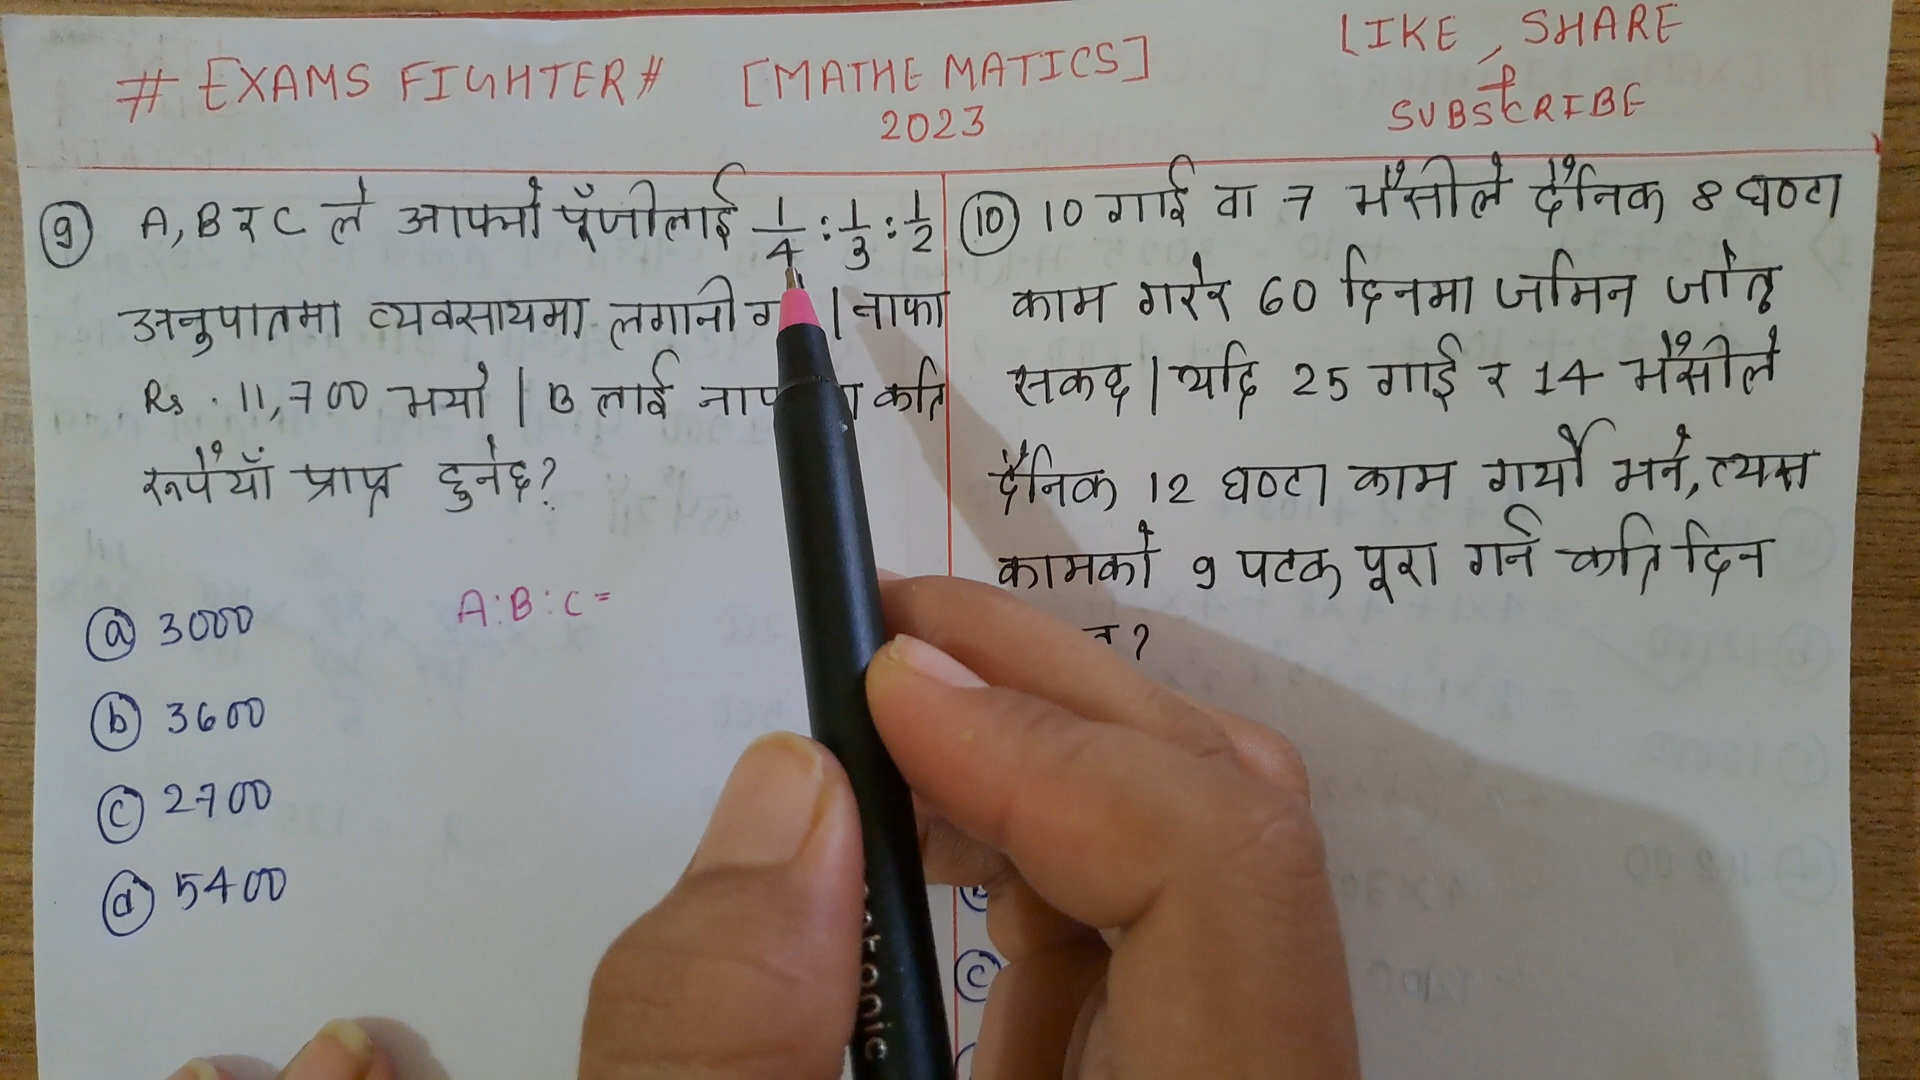 # EXAMS FIGHTER# [MATHEMATICS]
2023
LIKE, SHARE
&
SUBSCRIBE
9 A, B र C ले आफ्नो पूँजीलाई 1/4 : 1/3 : 1/2
अनुपातमा व्यवसायमा लगानी | नाफा
Rs. 11,700 भयो | B लाई कति
रूपैयाँ प्राप्त हुनेछ?
a 3000
b 3600
c 2700
d 5400
A:B:C=
10 10 गाई वा 7 भैंसीले दैनिक 8 घण्टा
काम गरेर 60 दिनमा जमिन जोत्न
सकछ | यदि 25 गाई र 14 भैंसीले
दैनिक 12 घण्टा काम गर्यो भने, त्यस
कामको 9 पटक पूरा गर्न कति दिन
?
c
netronic